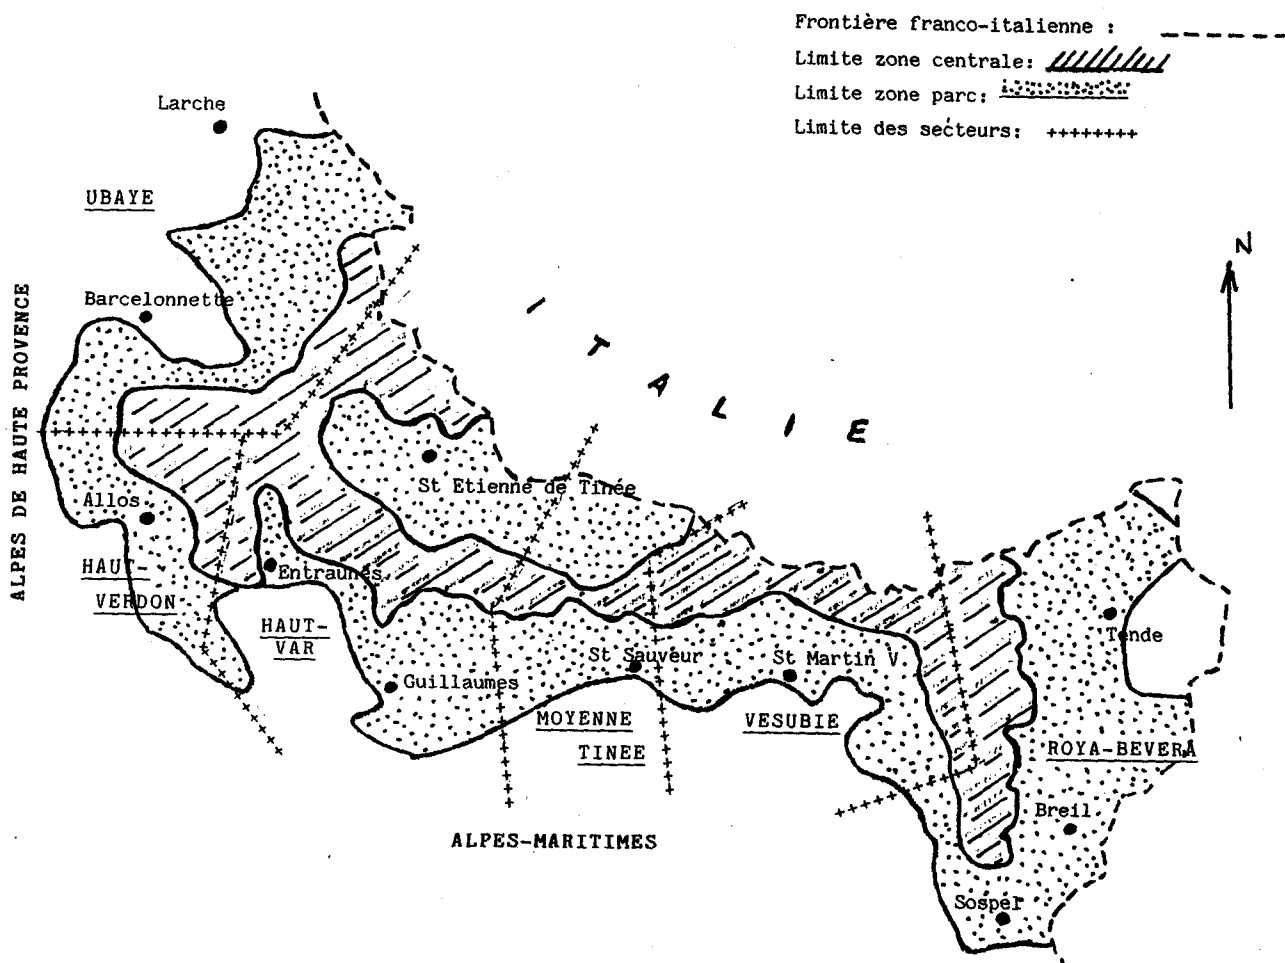 Frontière franco-italienne :
Limite zone centrale:
Limite zone parc:
Limite des secteurs: ++++++++
Larche
UBAYE
N
Barcelonnette
ITALIE
ALPES DE HAUTE PROVENCE
St Etienne de Tinée
Allos
HAUT-
VERDON
Entraunes
HAUT-
VAR
Tende
St Sauveur
St Martin V.
Guillaumes
MOYENNE
TINEE
VESUBIE
ROYA-BEVERA
Breil
ALPES-MARITIMES
Sospel